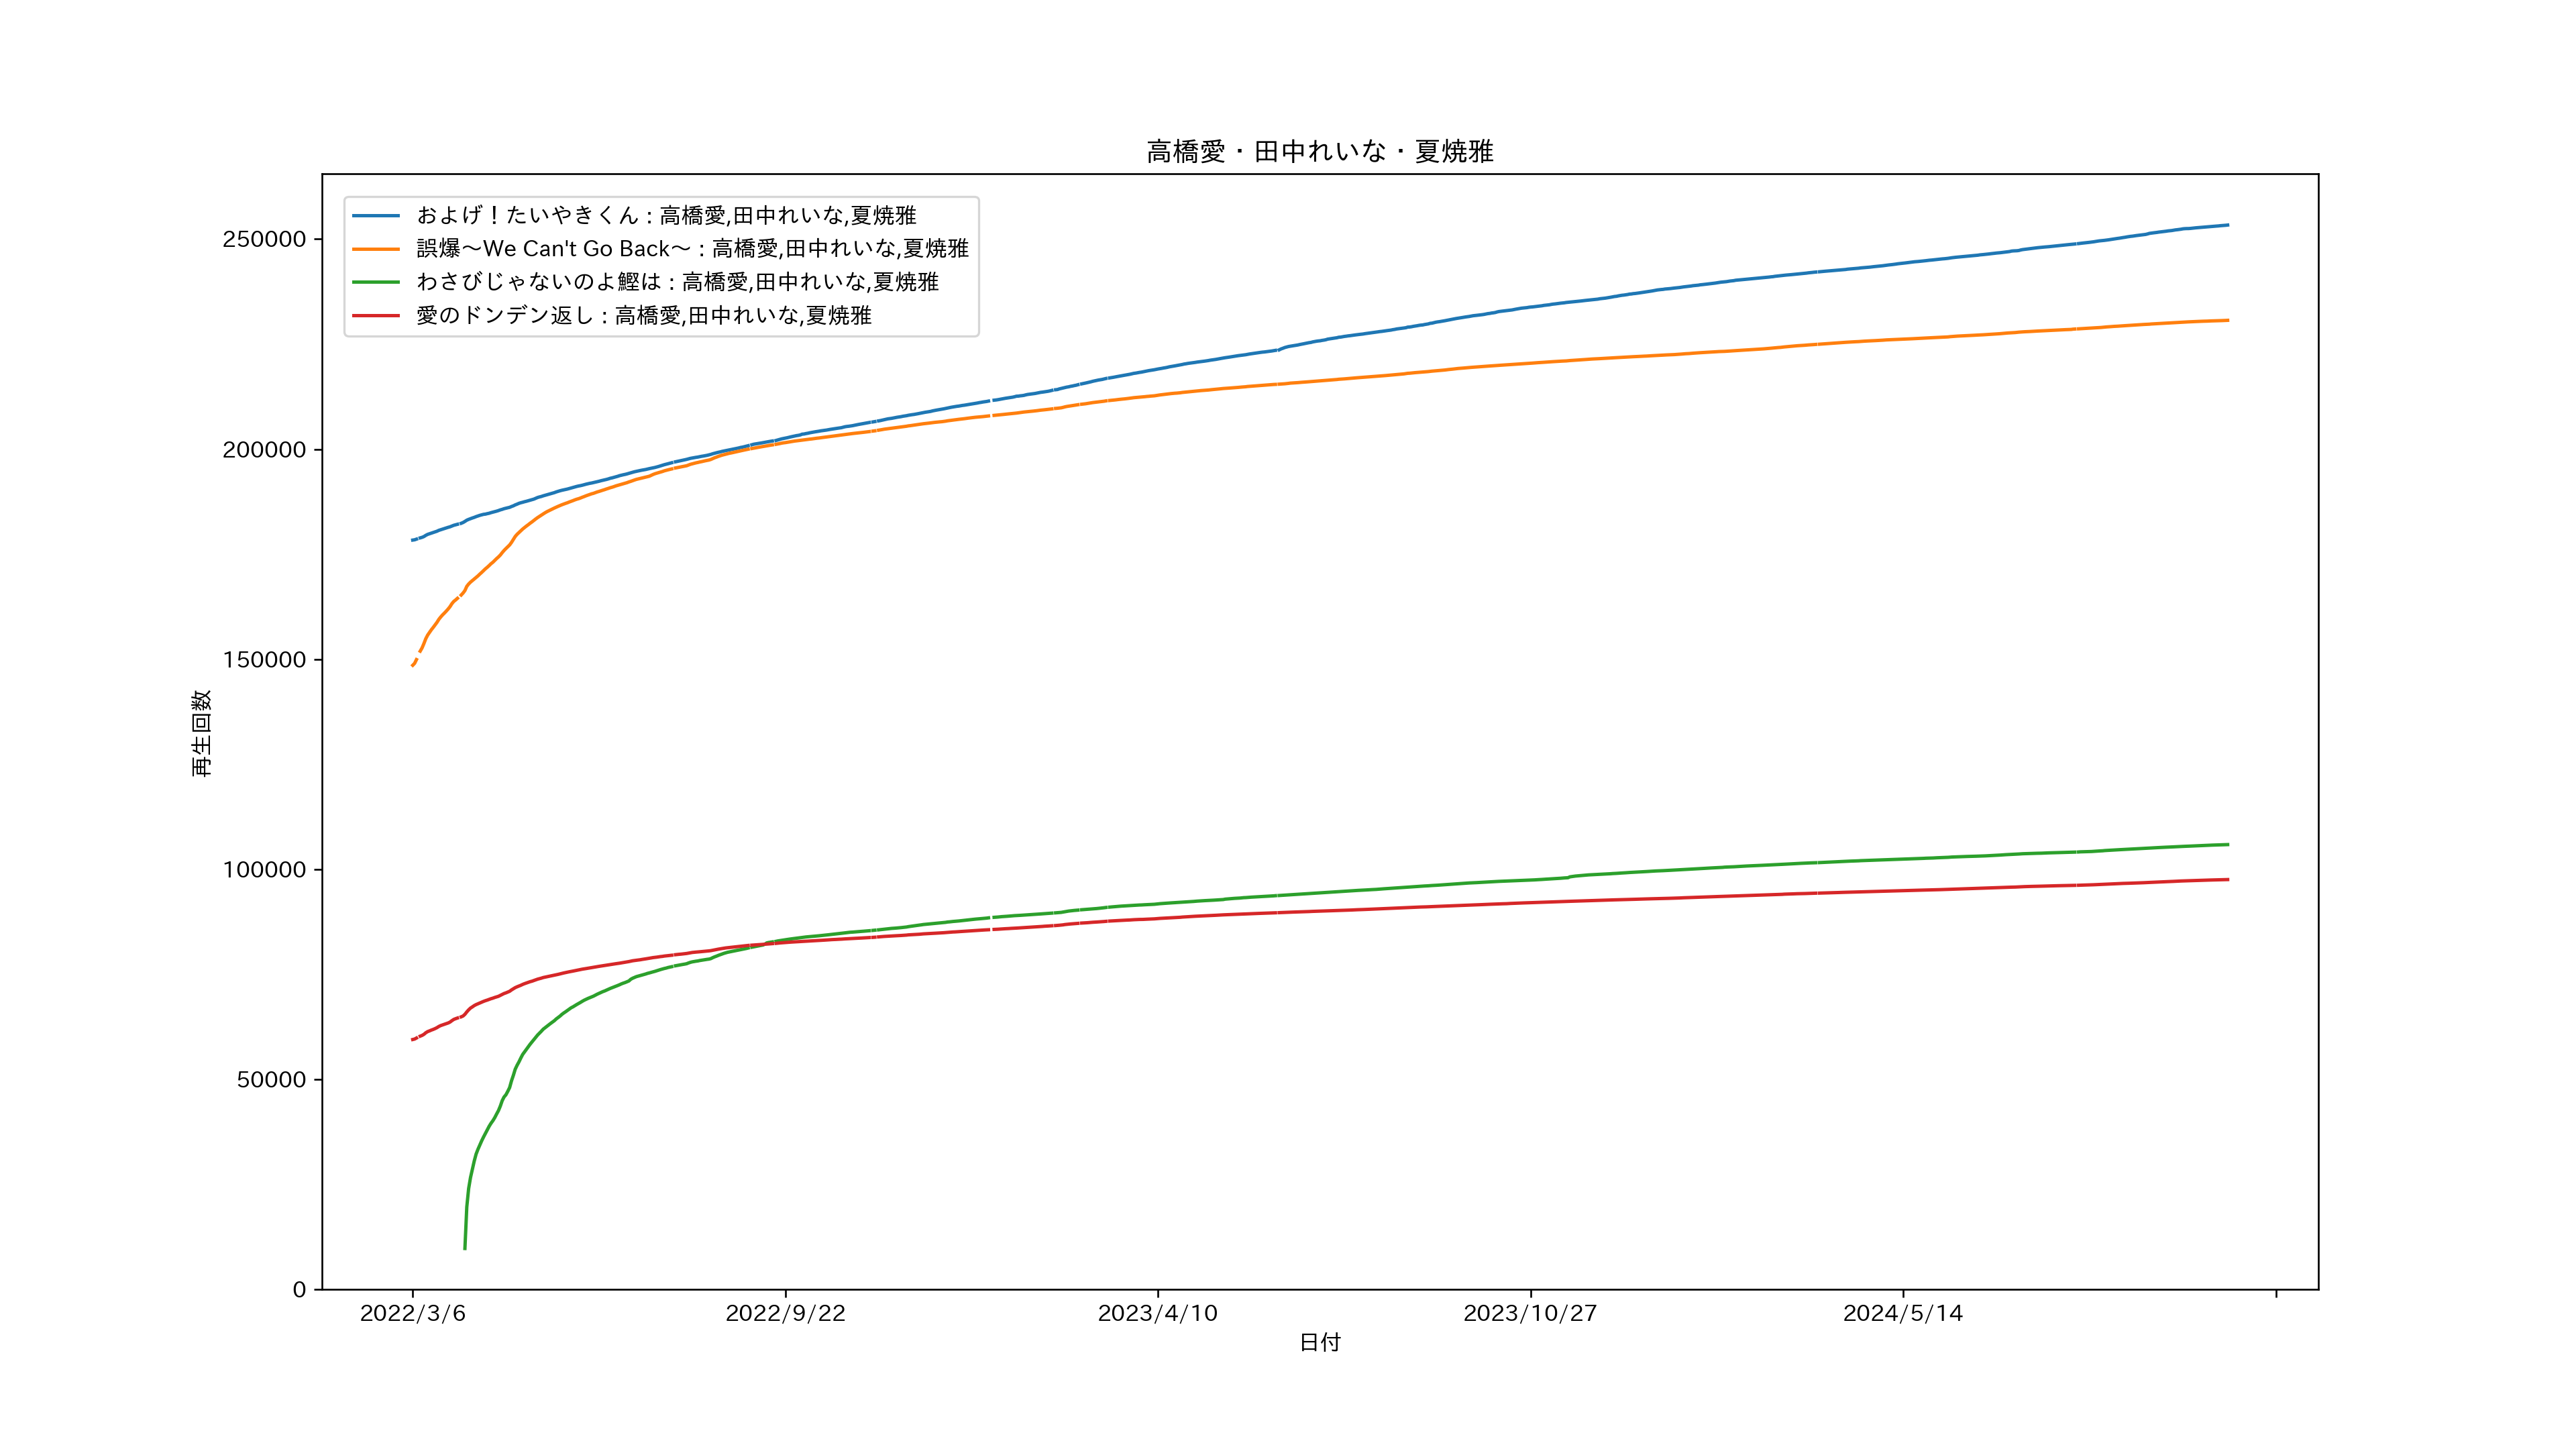 高橋愛・田中れいな・夏焼雅
およげ！たいやきくん : 高橋愛,田中れいな,夏焼雅
誤爆〜We Can't Go Back〜 : 高橋愛,田中れいな,夏焼雅
わさびじゃないのよ鰹は : 高橋愛,田中れいな,夏焼雅
愛のドンデン返し : 高橋愛,田中れいな,夏焼雅
250000
200000
150000
100000
50000
0
再生回数
2022/3/6
2022/9/22
2023/4/10
2023/10/27
2024/5/14
日付